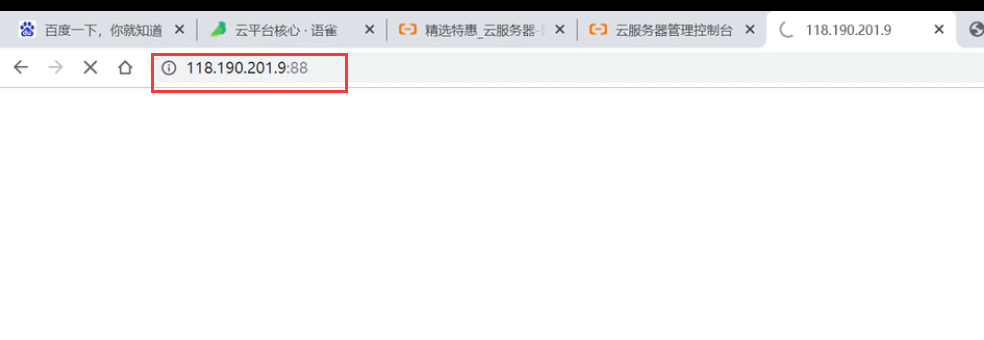 百度一下，你就知道
云平台核心 · 语雀
精选特惠_云服务器-
云服务器管理控制台
118.190.201.9
118.190.201.9:88